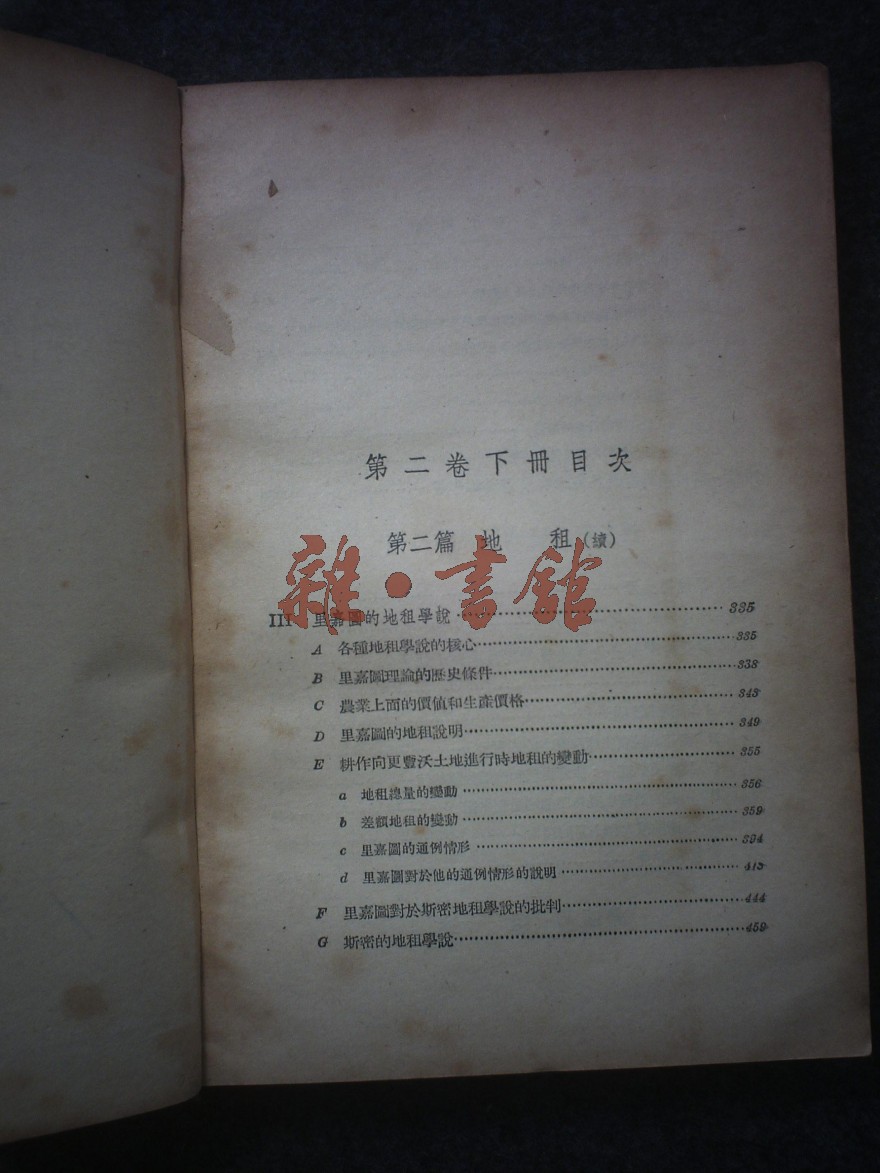 第二卷下冊目次
第二篇 地 租(續)
雜·書館
III 里嘉圖的地租學說 335
A 各種地租學說的核心 335
B 里嘉圖理論的歷史條件 338
C 農業上面的價值和生產價格 343
D 里嘉圖的地租說明 349
E 耕作向更豐沃土地進行時地租的變動 355
a 地租總量的變動 356
b 差額地租的變動 359
c 里嘉圖的通例情形 394
d 里嘉圖對於他的通例情形的說明 413
F 里嘉圖對於斯密地租學說的批判 444
G 斯密的地租學說 459